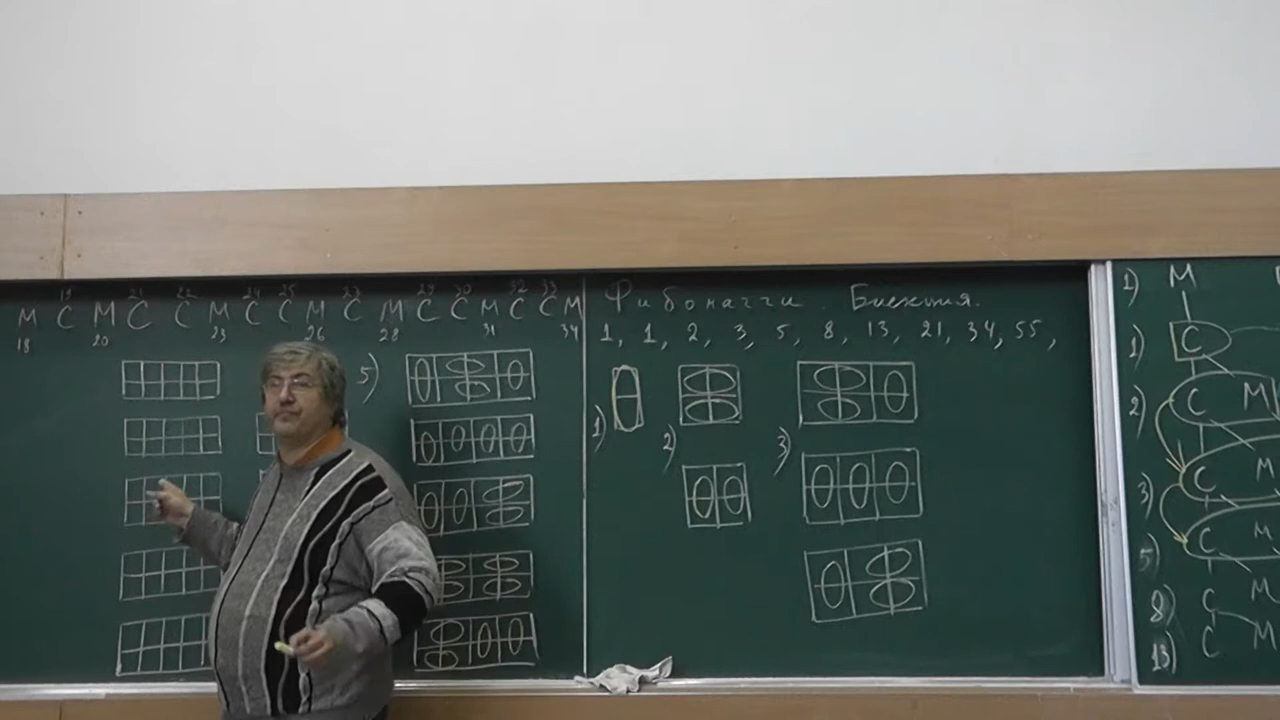 19 21 22 24 25 27 29 30 32 33
М С М С С М С С М С М С С М С С М
18 20 23 26 28 31 34
5)
Фибоначчи. Биекция.
1, 1, 2, 3, 5, 8, 13, 21, 34, 55,
1) 2) 3)
1) М
1) С
2) С М
3) С М
5) С М
8) С М
13) С М